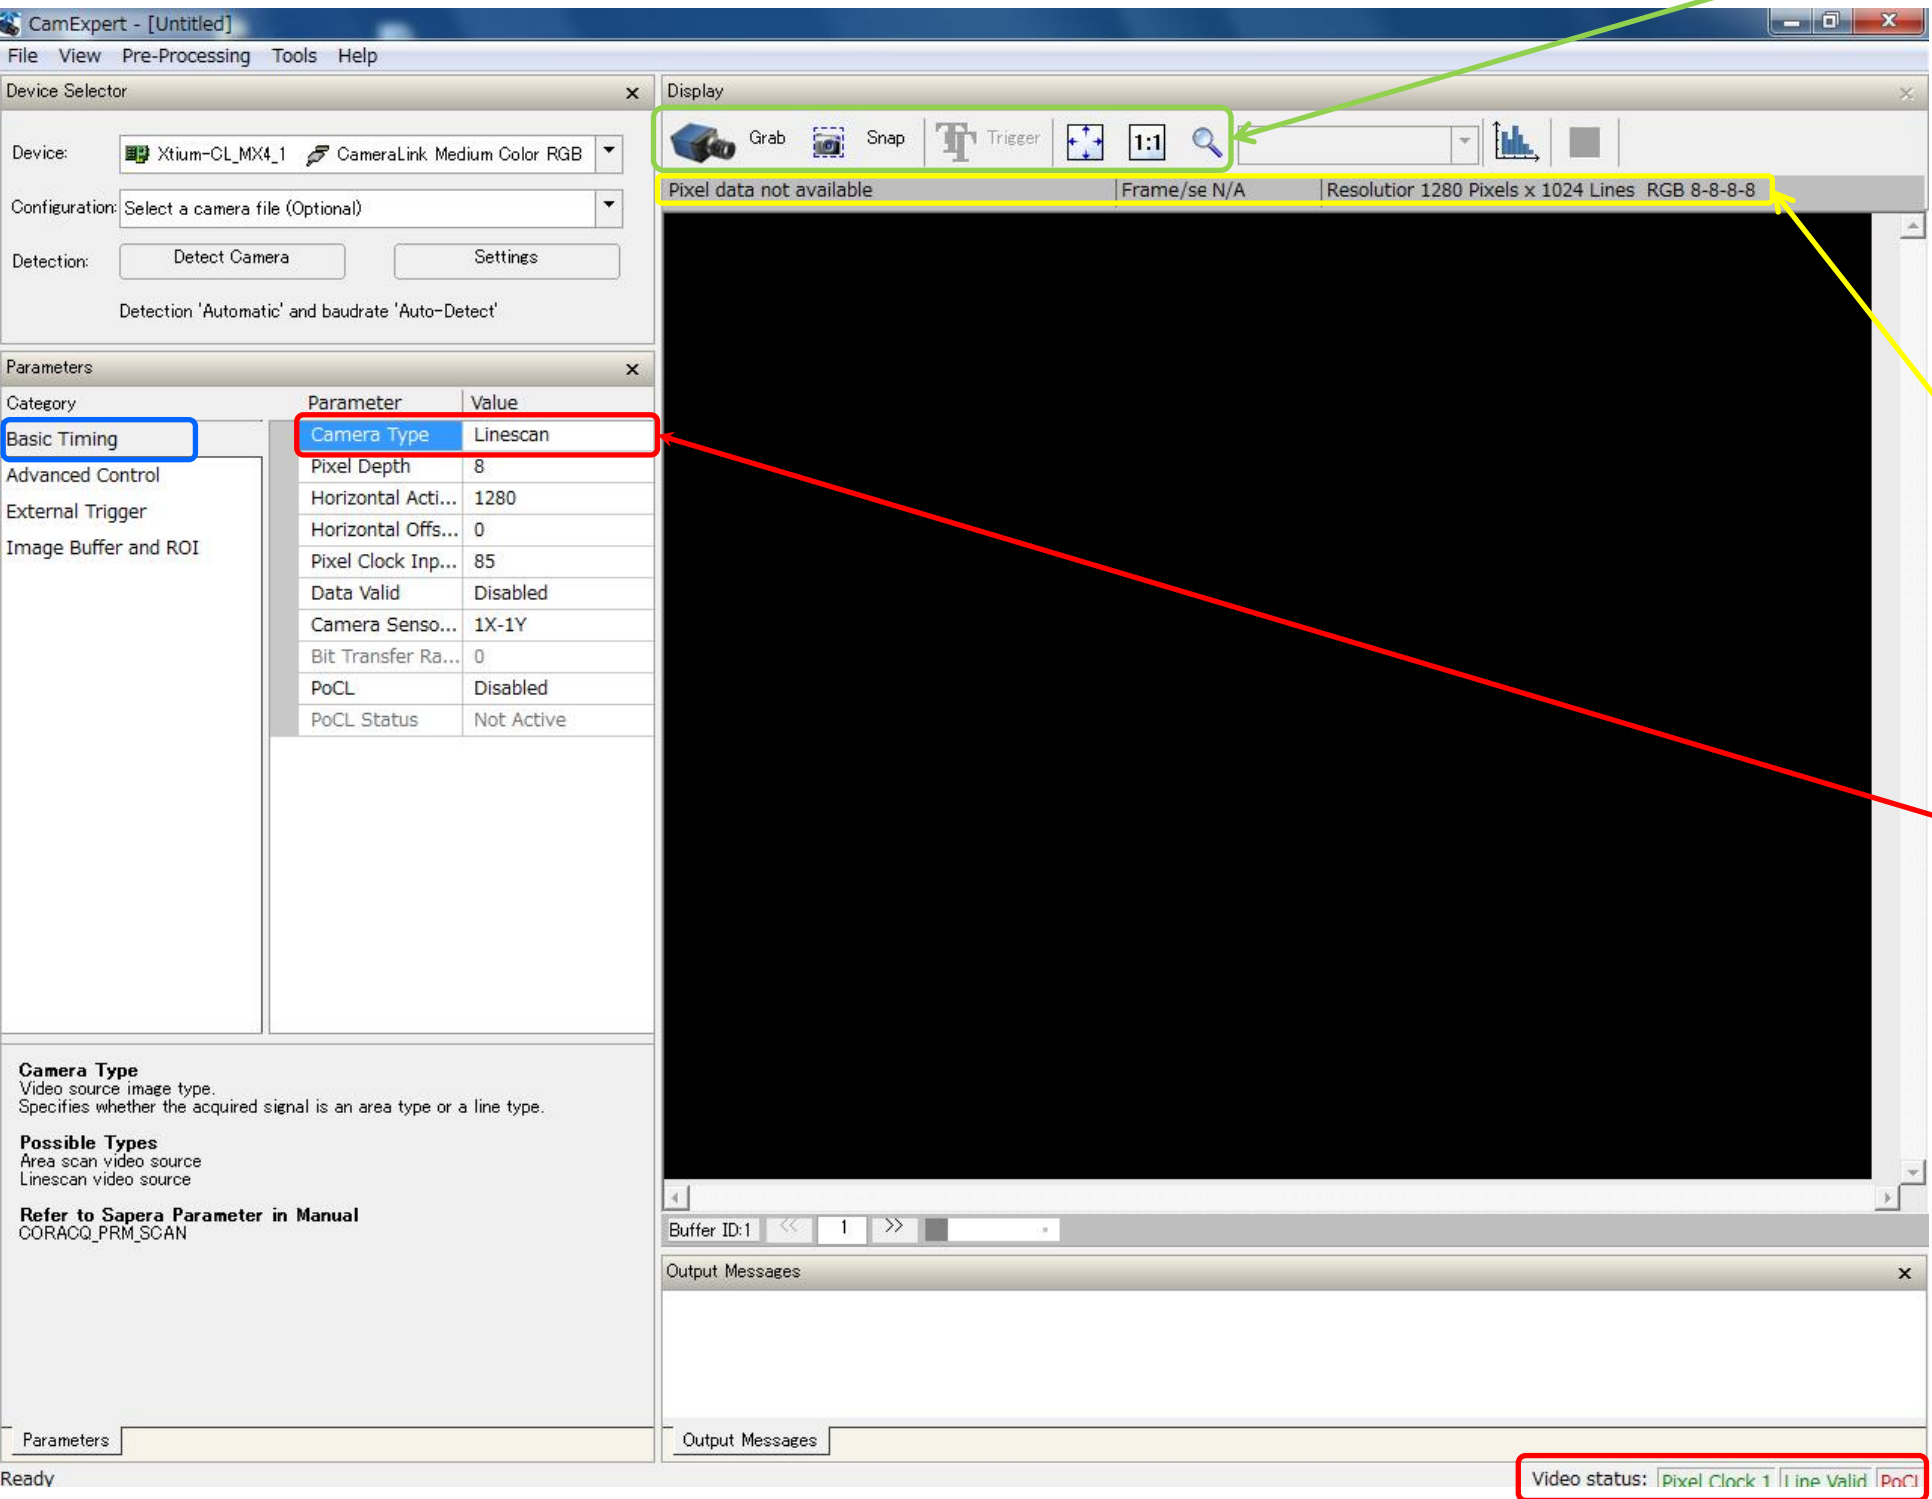 CamExpert - [Untitled]
File View Pre-Processing Tools Help
Device Selector
Device: Xtium-CL_MX4_1 CameraLink Medium Color RGB
Configuration: Select a camera file (Optional)
Detection: Detect Camera Settings
Detection 'Automatic' and baudrate 'Auto-Detect'
Parameters
Category
Basic Timing
Advanced Control
External Trigger
Image Buffer and ROI
Parameter Value
Camera Type Linescan
Pixel Depth 8
Horizontal Acti... 1280
Horizontal Offs... 0
Pixel Clock Inp... 85
Data Valid Disabled
Camera Senso... 1X-1Y
Bit Transfer Ra... 0
PoCL Disabled
PoCL Status Not Active
Camera Type
Video source image type.
Specifies whether the acquired signal is an area type or a line type.
Possible Types
Area scan video source
Linescan video source
Refer to Sapera Parameter in Manual
CORACQ_PRM_SCAN
Parameters
Display
Grab Snap Trigger 1:1
Pixel data not available Frame/se N/A Resolutior 1280 Pixels x 1024 Lines RGB 8-8-8-8
Buffer ID:1 << 1 >>
Output Messages
Output Messages
Ready
Video status: Pixel Clock 1 Line Valid PoCL